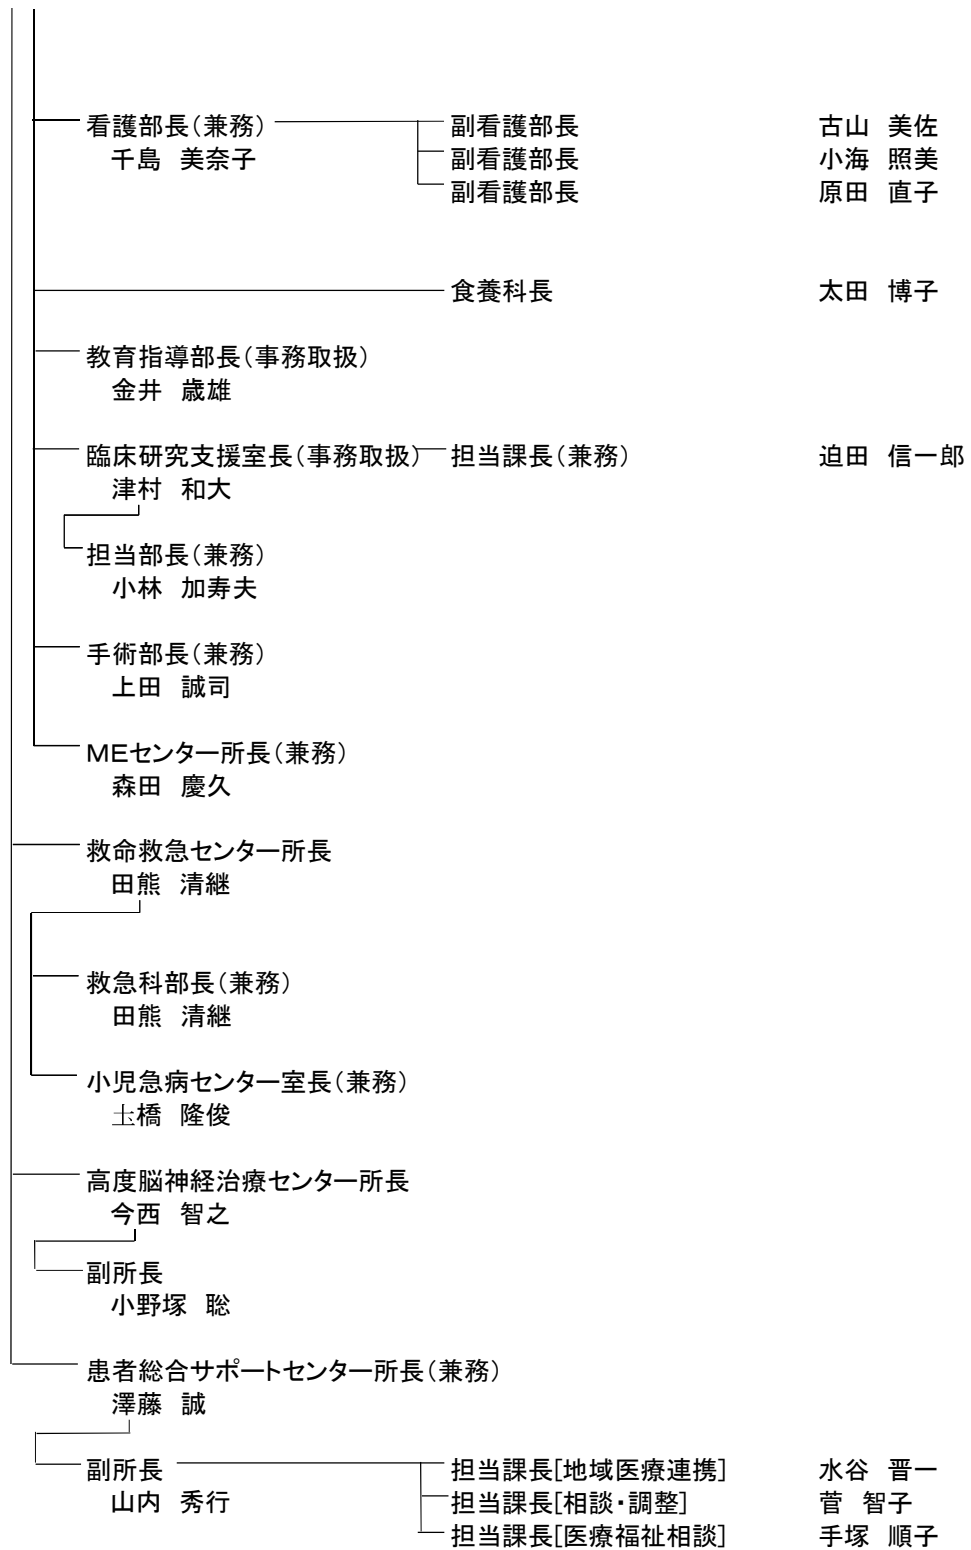 看護部長（兼務） 副看護部長 古山 美佐
千島 美奈子 副看護部長 小海 照美
副看護部長 原田 直子
食養科長 太田 博子
教育指導部長（事務取扱）
金井 歳雄
臨床研究支援室長（事務取扱） 担当課長（兼務） 迫田 信一郎
津村 和大
担当部長（兼務）
小林 加寿夫
手術部長（兼務）
上田 誠司
ＭＥセンター所長（兼務）
森田 慶久
救命救急センター所長
田熊 清継
救急科部長（兼務）
田熊 清継
小児急病センター室長（兼務）
圡橋 隆俊
高度脳神経治療センター所長
今西 智之
副所長
小野塚 聡
患者総合サポートセンター所長（兼務）
澤藤 誠
副所長 担当課長[地域医療連携] 水谷 晋一
山内 秀行 担当課長[相談・調整] 菅 智子
担当課長[医療福祉相談] 手塚 順子